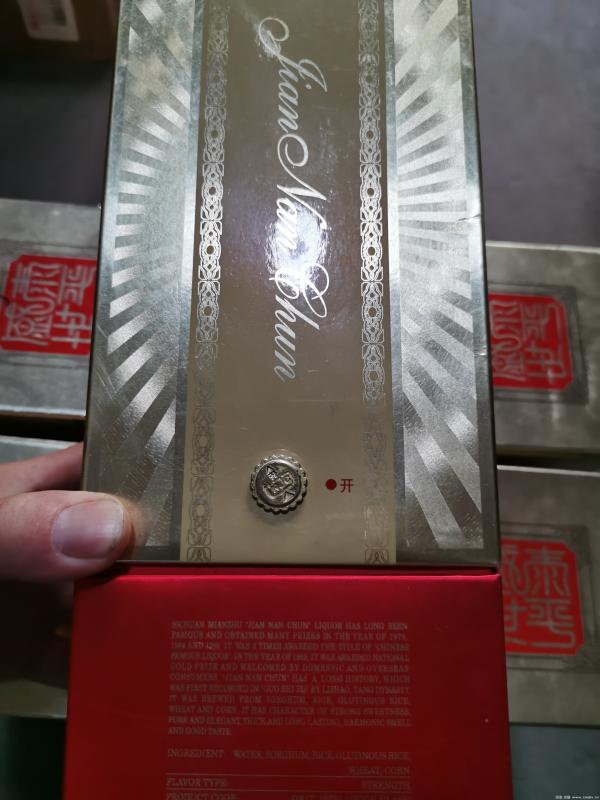 Jian Nan Chun
开
SICHUAN MIANZHU "JIAN NAN CHUN" LIQUOR HAS LONG BEEN
FAMOUS AND OBTAINED MANY PRIZES IN THE YEAR OF 1979,
1984 AND IT WAS 3 TIMES AWARDED THE TITLE OF "CHINESE
FAMOUS LIQUOR". IN THE YEAR OF IT WAS AWARDED NATIONAL
GOLD PRIZE AND WELCOMED BY DOMESTIC AND OVERSEAS
CONSUMERS. "JIAN NAN CHUN" HAS A LONG HISTORY, WHICH
WAS FIRST RECORDED IN "GUO SHI BU" BY LIZHAO, TANG DYNASTY.
IT WAS BREWED FROM SORGHUM, RICE, GLUTINOUS RICE,
WHEAT AND CORN. IT HAS CHARACTER OF STRONG SWEETNESS,
PURE AND ELEGANT, THICK AND LONG LASTING, HARMONIC SMELL
AND GOOD TASTE.
INGREDIENT: WATER, SORGHUM, RICE, GLUTINOUS RICE,
WHEAT, CORN
FLAVOR TYPE: STRENGTH
PRODUCT CODE: